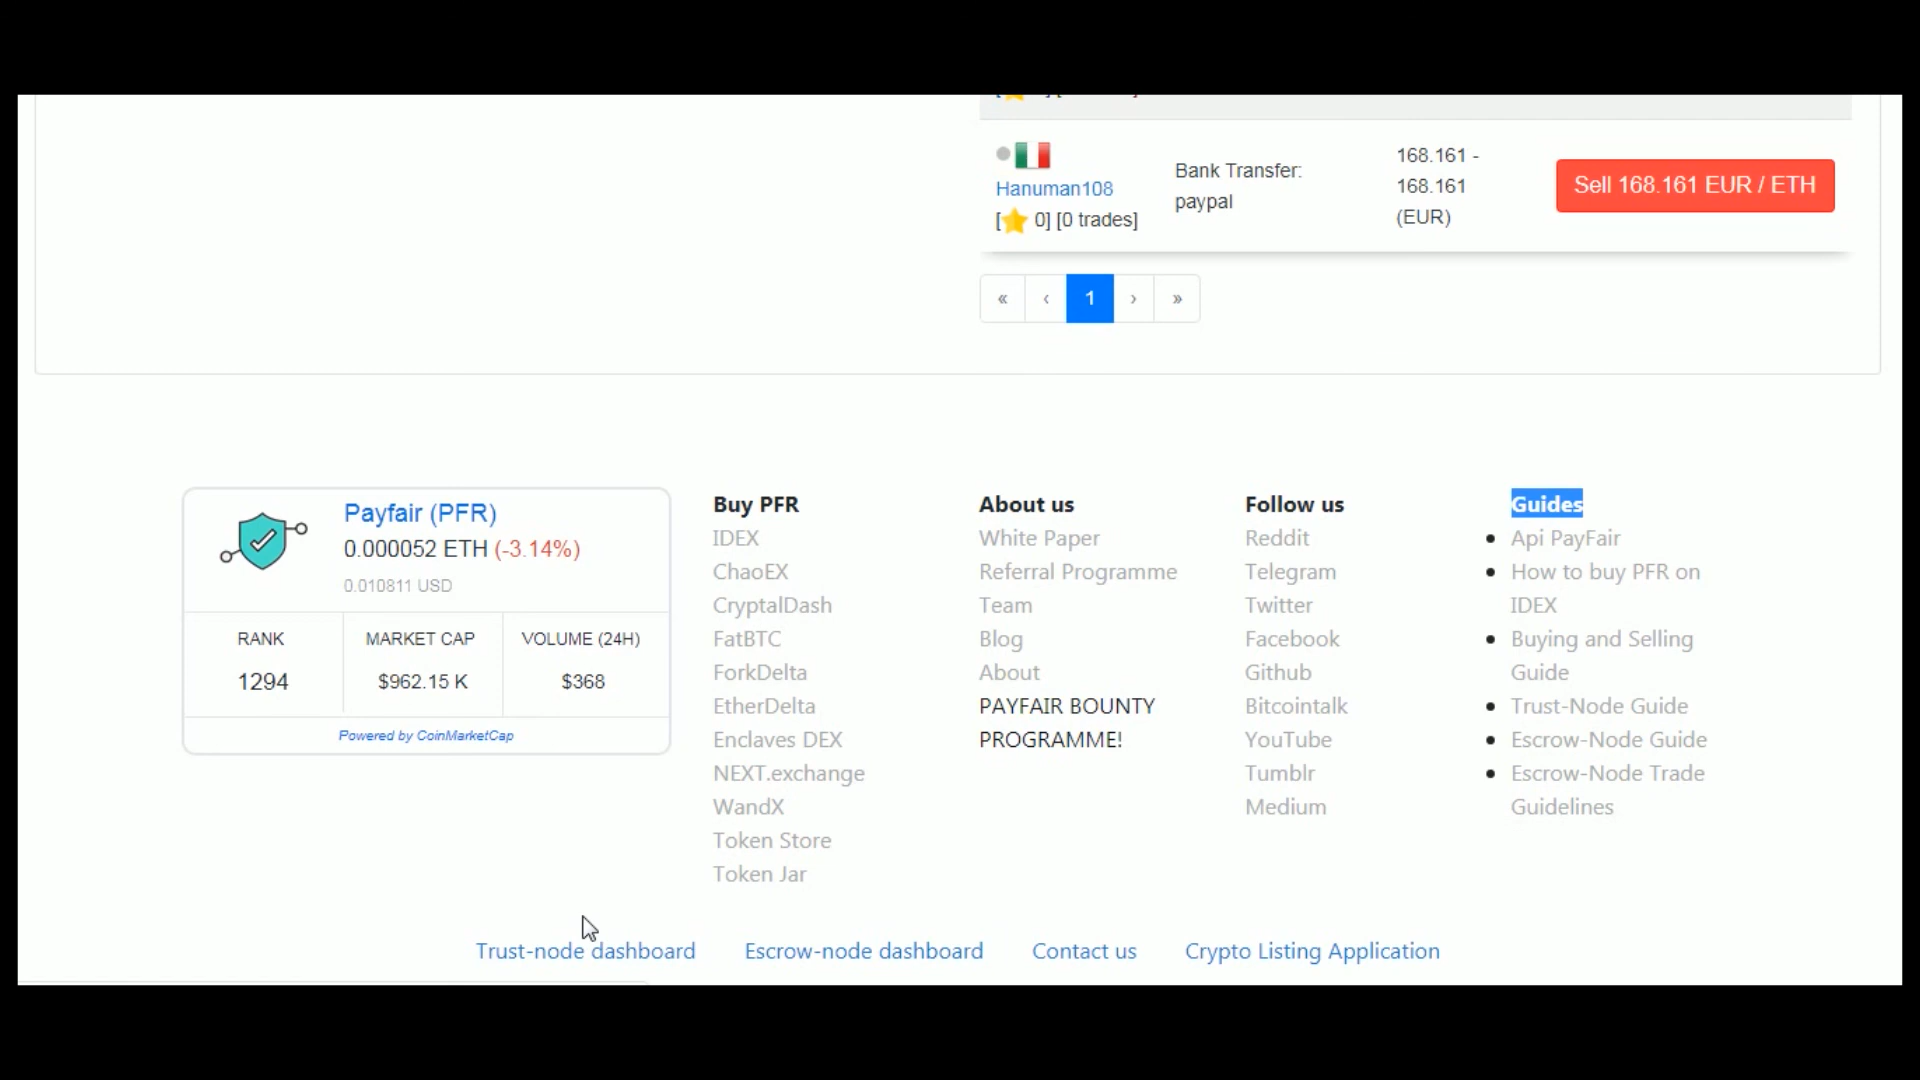 Hanuman108
[ 0] [0 trades]
Bank Transfer:
paypal
168.161 -
168.161
(EUR)
Sell 168.161 EUR / ETH
« ‹ 1 › »
Payfair (PFR)
0.000052 ETH (-3.14%)
0.010811 USD
RANK
1294
MARKET CAP
$962.15 K
VOLUME (24H)
$368
Powered by CoinMarketCap
Buy PFR
IDEX
ChaoEX
CryptalDash
FatBTC
ForkDelta
EtherDelta
Enclaves DEX
NEXT.exchange
WandX
Token Store
Token Jar
About us
White Paper
Referral Programme
Team
Blog
About
PAYFAIR BOUNTY
PROGRAMME!
Follow us
Reddit
Telegram
Twitter
Facebook
Github
Bitcointalk
YouTube
Tumblr
Medium
Guides
Api PayFair
How to buy PFR on
IDEX
Buying and Selling
Guide
Trust-Node Guide
Escrow-Node Guide
Escrow-Node Trade
Guidelines
Trust-node dashboard
Escrow-node dashboard
Contact us
Crypto Listing Application